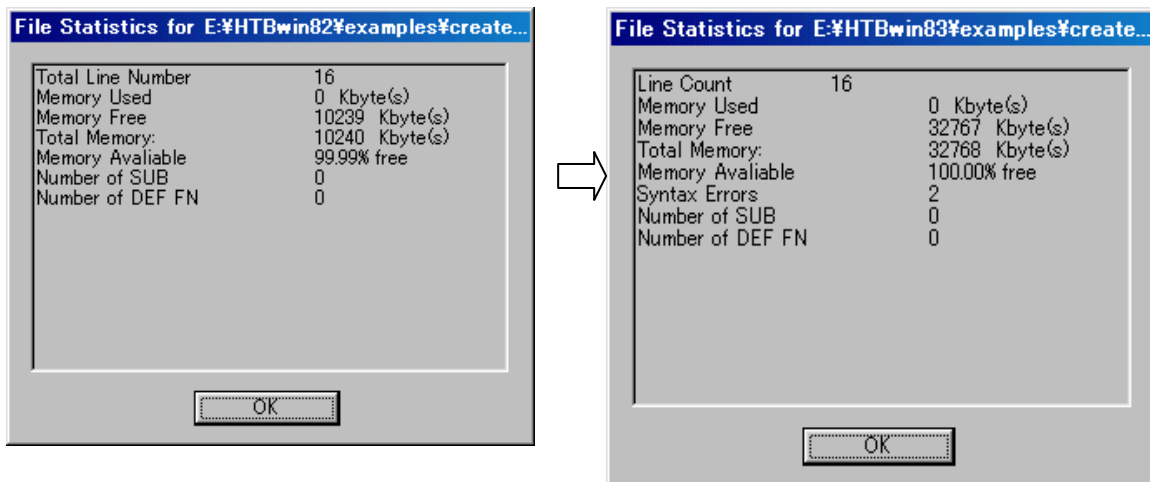 File Statistics for E:¥HTBwin82¥examples¥create...
Total Line Number 16
Memory Used 0 Kbyte(s)
Memory Free 10239 Kbyte(s)
Total Memory: 10240 Kbyte(s)
Memory Avaliable 99.99% free
Number of SUB 0
Number of DEF FN 0
OK
File Statistics for E:¥HTBwin83¥examples¥create...
Line Count 16
Memory Used 0 Kbyte(s)
Memory Free 32767 Kbyte(s)
Total Memory: 32768 Kbyte(s)
Memory Avaliable 100.00% free
Syntax Errors 2
Number of SUB 0
Number of DEF FN 0
OK